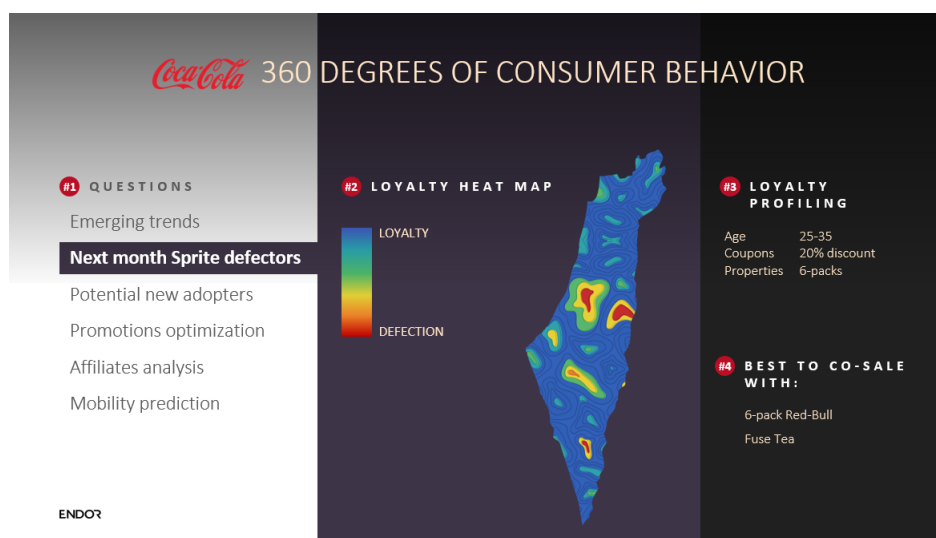 Coca-Cola 360 DEGREES OF CONSUMER BEHAVIOR
#1 QUESTIONS
Emerging trends
Next month Sprite defectors
Potential new adopters
Promotions optimization
Affiliates analysis
Mobility prediction
ENDOR
#2 LOYALTY HEAT MAP
LOYALTY
DEFECTION
#3 LOYALTY
PROFILING
Age 25-35
Coupons 20% discount
Properties 6-packs
#4 BEST TO CO-SALE
WITH:
6-pack Red-Bull
Fuse Tea